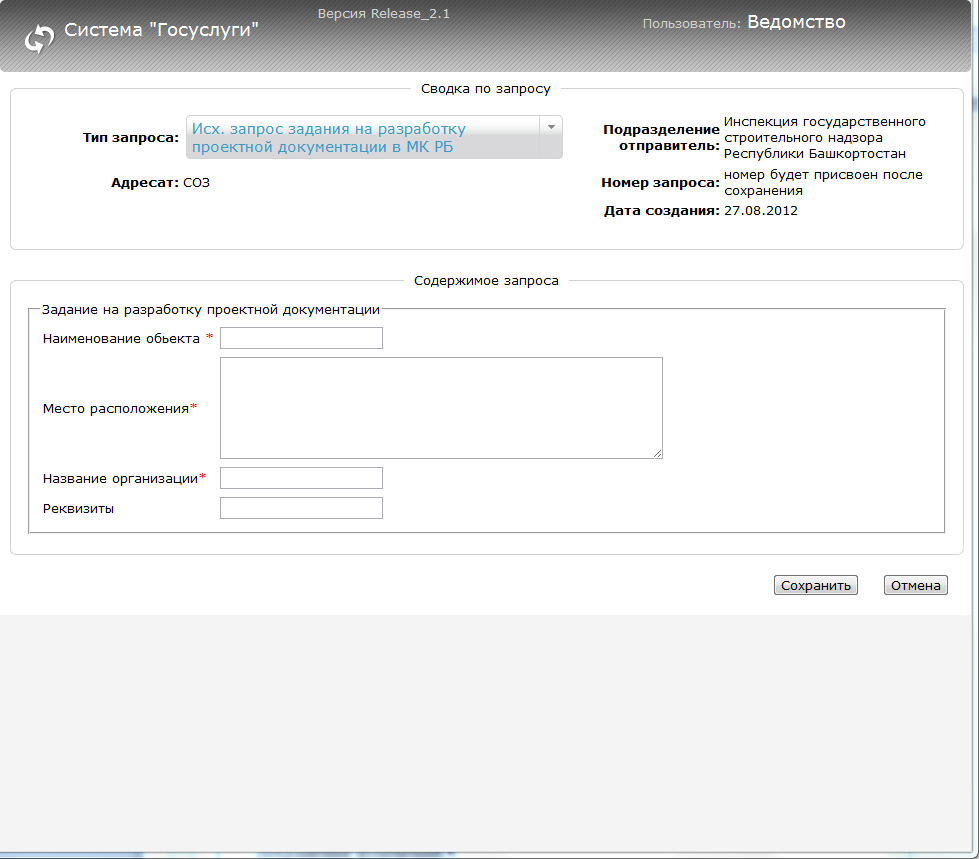 Система "Госуслуги"
Версия Release_2.1
Пользователь: Ведомство
Сводка по запросу
Тип запроса:
Исх. запрос задания на разработку
проектной документации в МК РБ
Адресат: СОЗ
Подразделение
отправитель:
Инспекция государственного
строительного надзора
Республики Башкортостан
Номер запроса:
номер будет присвоен после
сохранения
Дата создания: 27.08.2012
Содержимое запроса
Задание на разработку проектной документации
Наименование обьекта *
Место расположения*
Название организации*
Реквизиты
Сохранить
Отмена